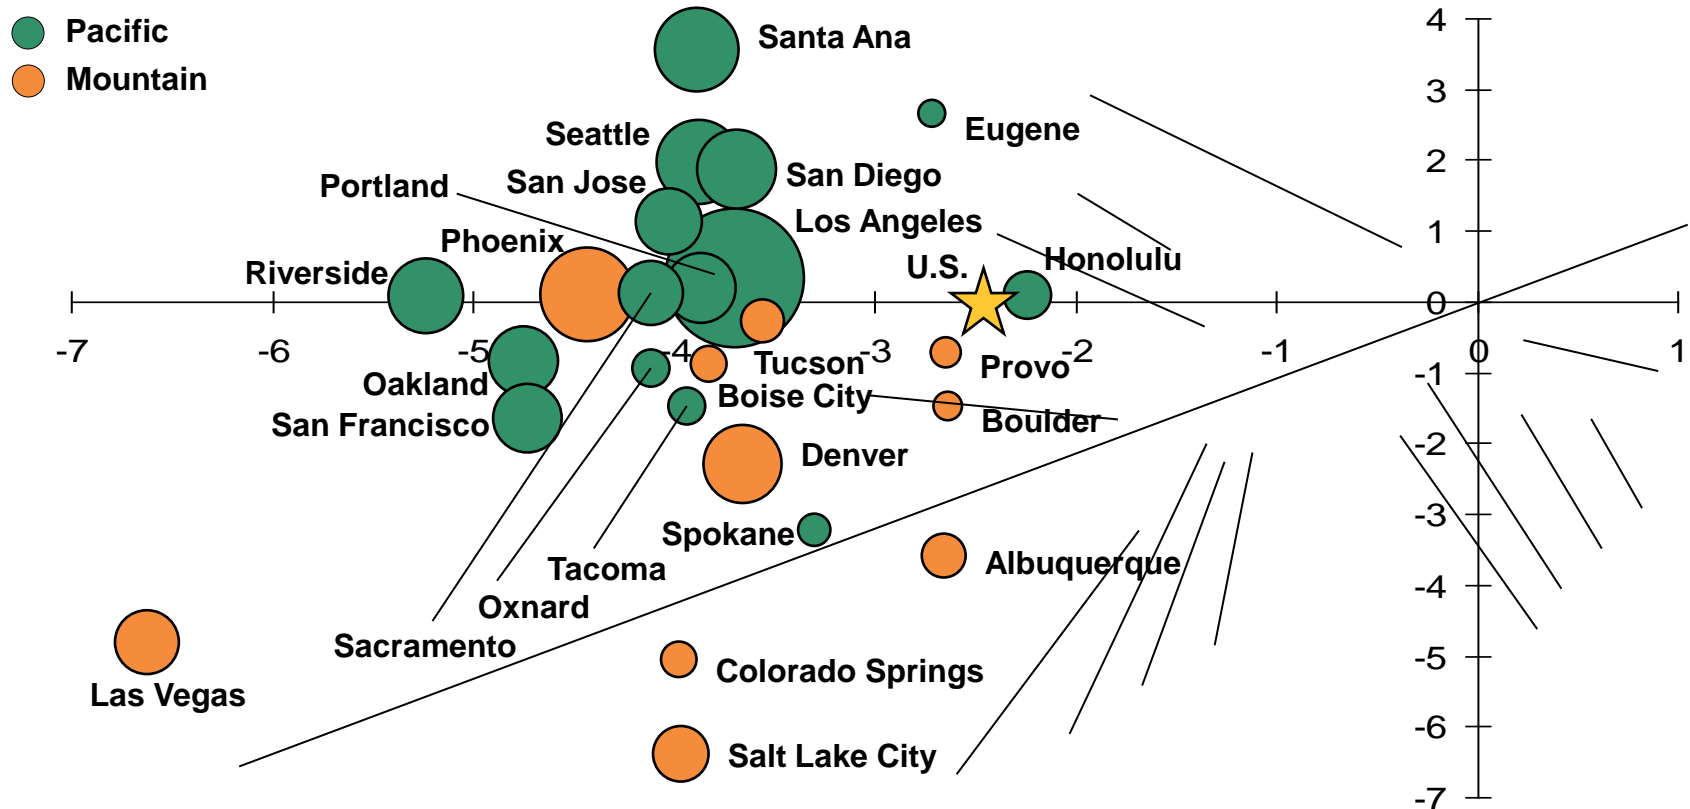 Pacific
Mountain
Santa Ana
Eugene
Seattle
San Jose
San Diego
Portland
Los Angeles
Phoenix
Riverside
U.S.
Honolulu
Oakland
San Francisco
Tucson
Provo
Boise City
Boulder
Denver
Spokane
Albuquerque
Tacoma
Oxnard
Sacramento
Las Vegas
Colorado Springs
Salt Lake City
-7 -6 -5 -4 -3 -2 -1 0 1
4
3
2
1
0
-1
-2
-3
-4
-5
-6
-7